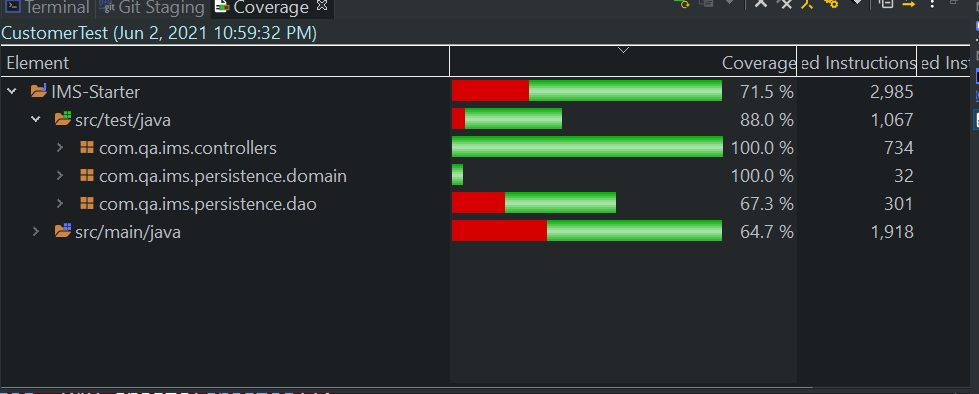 Terminal Git Staging Coverage
CustomerTest (Jun 2, 2021 10:59:32 PM)
Element Coverage ed Instructions ed Inst
IMS-Starter 71.5 % 2,985
src/test/java 88.0 % 1,067
com.qa.ims.controllers 100.0 % 734
com.qa.ims.persistence.domain 100.0 % 32
com.qa.ims.persistence.dao 67.3 % 301
src/main/java 64.7 % 1,918